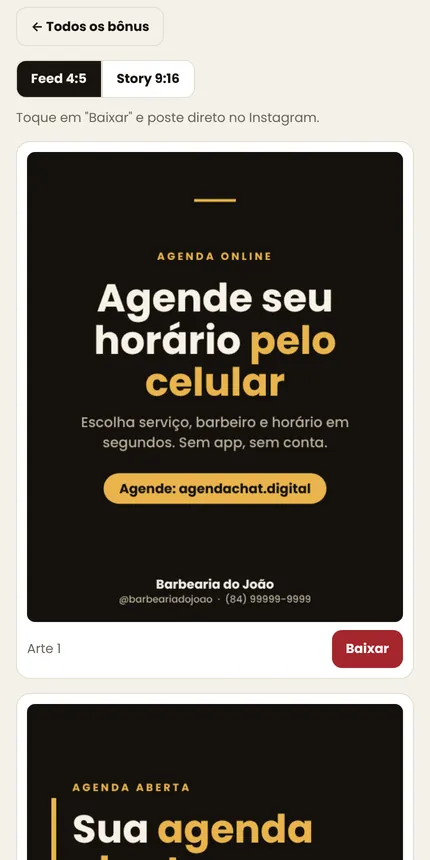 ← Todos os bônus
Feed 4:5
Story 9:16
Toque em "Baixar" e poste direto no Instagram.
AGENDA ONLINE
Agende seu
horário pelo
celular
Escolha serviço, barbeiro e horário em
segundos. Sem app, sem conta.
Agende: agendachat.digital
Barbearia do João
@barbeariadojoao · (84) 99999-9999
Arte 1
Baixar
AGENDA ABERTA
Sua agenda